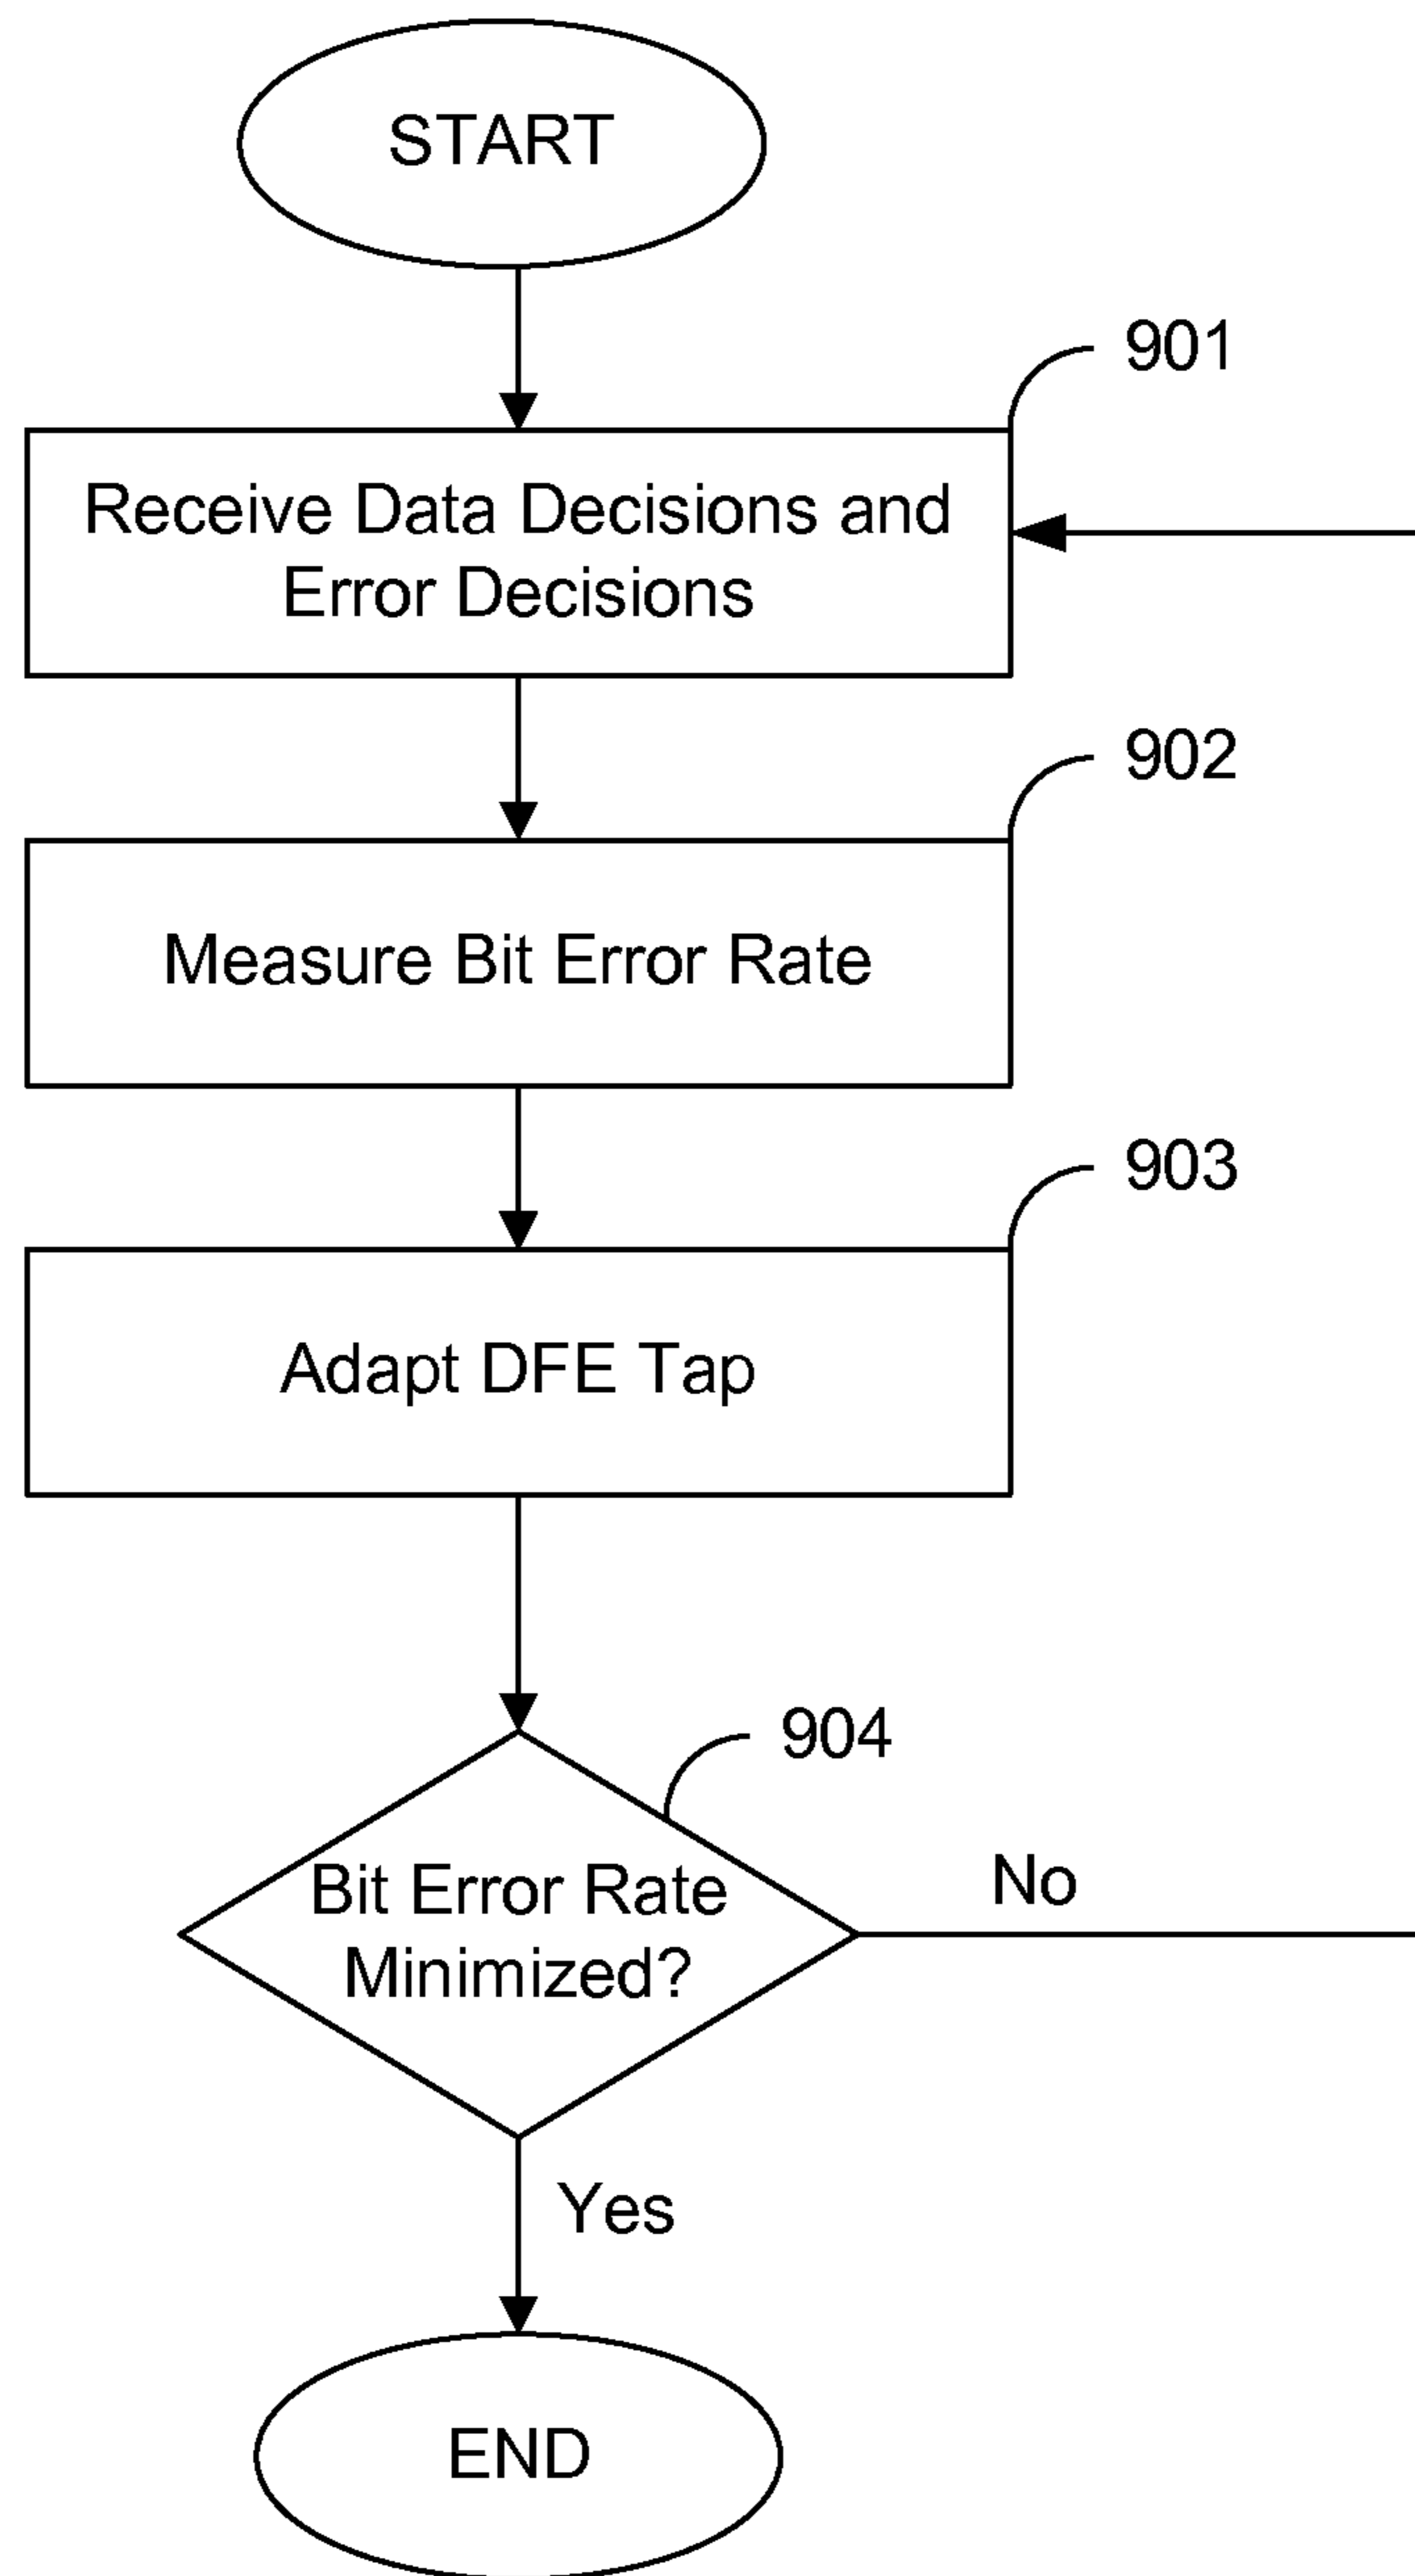 START
901
Receive Data Decisions and
Error Decisions
902
Measure Bit Error Rate
903
Adapt DFE Tap
904
Bit Error Rate
Minimized?
No
Yes
END